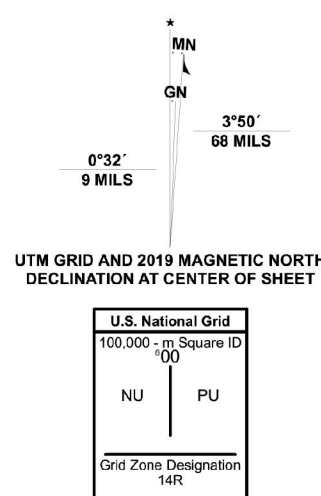 ★
MN
GN
3°50´
68 MILS
0°32´
9 MILS
UTM GRID AND 2019 MAGNETIC NORTH
DECLINATION AT CENTER OF SHEET
U.S. National Grid
100,000 - m Square ID
⁶00
NU PU
Grid Zone Designation
14R